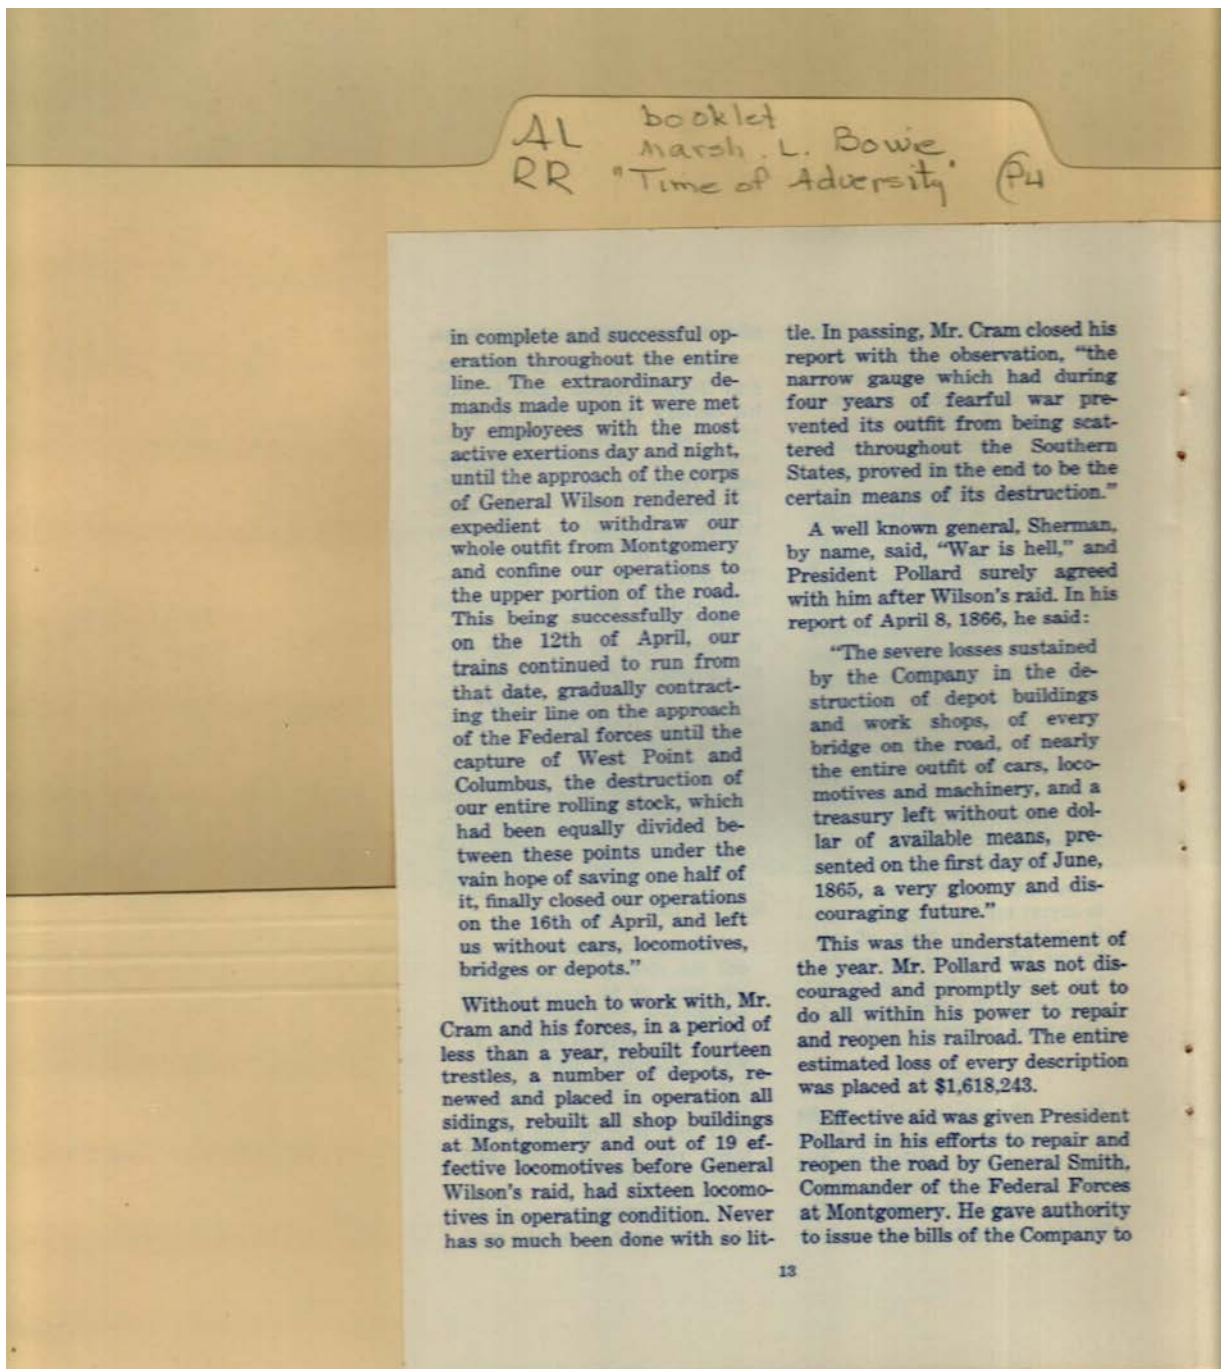 AL
RR
booklet
Marsh. L. Bowie
"Time of Adversity"
P4
in complete and successful op-
eration throughout the entire
line. The extraordinary de-
mands made upon it were met
by employees with the most
active exertions day and night,
until the approach of the corps
of General Wilson rendered it
expedient to withdraw our
whole outfit from Montgomery
and confine our operations to
the upper portion of the road.
This being successfully done
on the 12th of April, our
trains continued to run from
that date, gradually contract-
ing their line on the approach
of the Federal forces until the
capture of West Point and
Columbus, the destruction of
our entire rolling stock, which
had been equally divided be-
tween these points under the
vain hope of saving one half of
it, finally closed our operations
on the 16th of April, and left
us without cars, locomotives,
bridges or depots."
Without much to work with, Mr.
Cram and his forces, in a period of
less than a year, rebuilt fourteen
trestles, a number of depots, re-
newed and placed in operation all
sidings, rebuilt all shop buildings
at Montgomery and out of 19 ef-
fective locomotives before General
Wilson's raid, had sixteen locomo-
tives in operating condition. Never
has so much been done with so lit-
tle. In passing, Mr. Cram closed his
report with the observation, "the
narrow gauge which had during
four years of fearful war pre-
vented its outfit from being scat-
tered throughout the Southern
States, proved in the end to be the
certain means of its destruction."
A well known general, Sherman,
by name, said, "War is hell," and
President Pollard surely agreed
with him after Wilson's raid. In his
report of April 8, 1866, he said:
"The severe losses sustained
by the Company in the de-
struction of depot buildings
and work shops, of every
bridge on the road, of nearly
the entire outfit of cars, loco-
motives and machinery, and a
treasury left without one dol-
lar of available means, pre-
sented on the first day of June,
1865, a very gloomy and dis-
couraging future."
This was the understatement of
the year. Mr. Pollard was not dis-
couraged and promptly set out to
do all within his power to repair
and reopen his railroad. The entire
estimated loss of every description
was placed at $1,618,243.
Effective aid was given President
Pollard in his efforts to repair and
reopen the road by General Smith,
Commander of the Federal Forces
at Montgomery. He gave authority
to issue the bills of the Company to
13